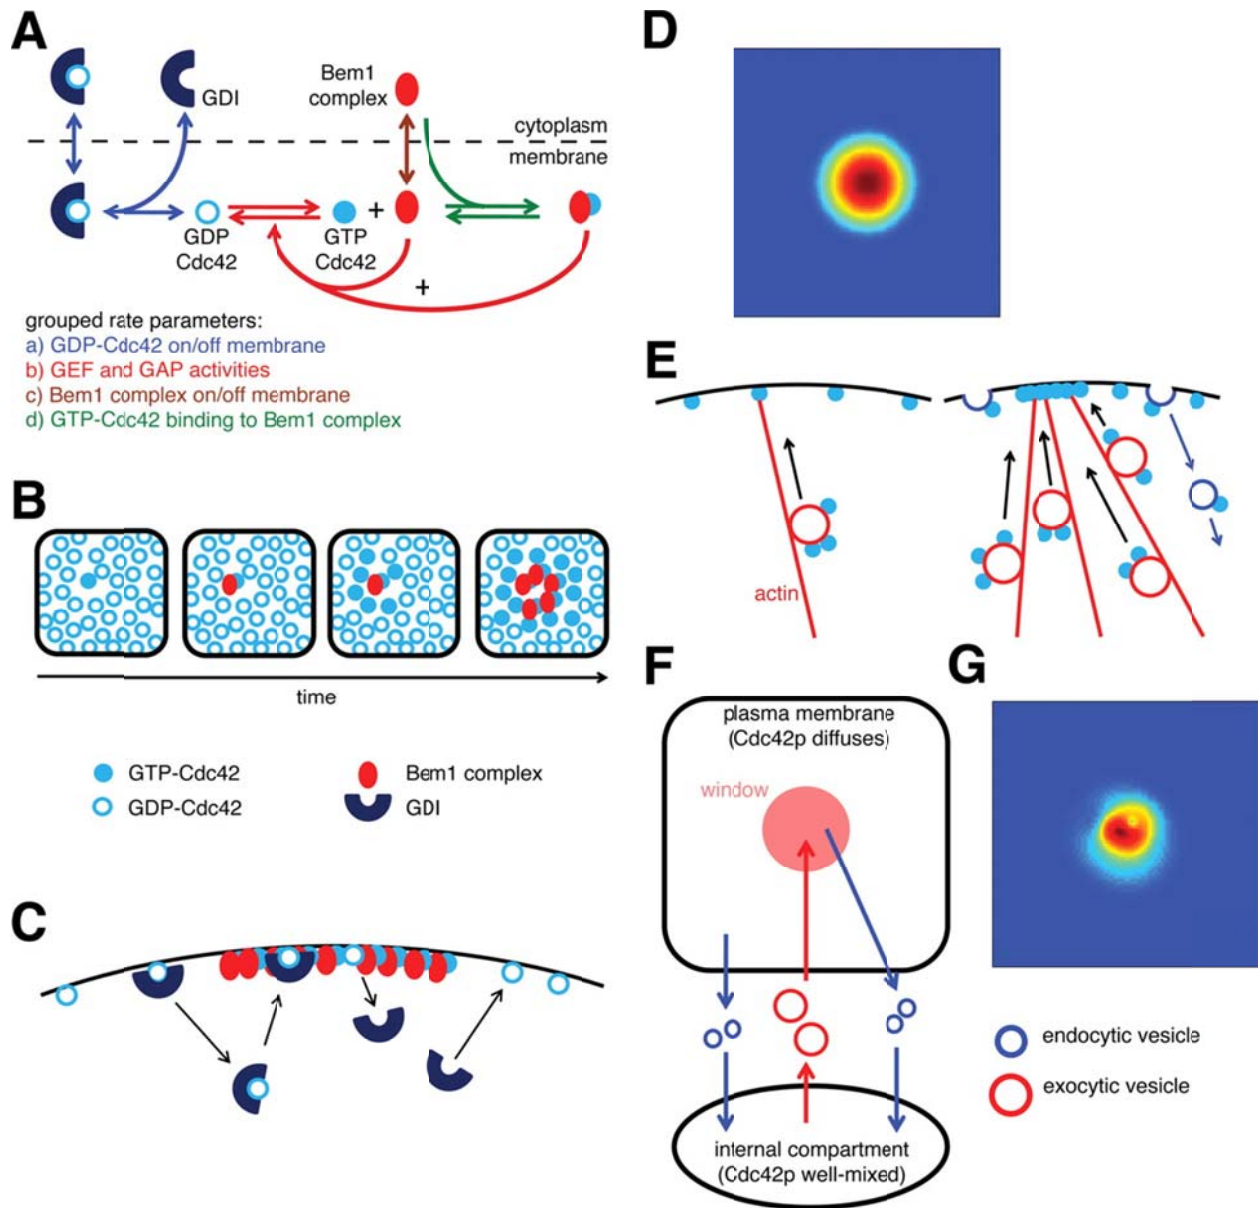 A
GDI
Bem1
complex
cytoplasm
membrane
GDP
Cdc42
GTP
Cdc42
+
+
grouped rate parameters:
a) GDP-Cdc42 on/off membrane
b) GEF and GAP activities
c) Bem1 complex on/off membrane
d) GTP-Cdc42 binding to Bem1 complex
B
time
GTP-Cdc42
GDP-Cdc42
Bem1 complex
GDI
C
D
E
actin
F
plasma membrane
(Cdc42p diffuses)
window
internal compartment
(Cdc42p well-mixed)
G
endocytic vesicle
exocytic vesicle